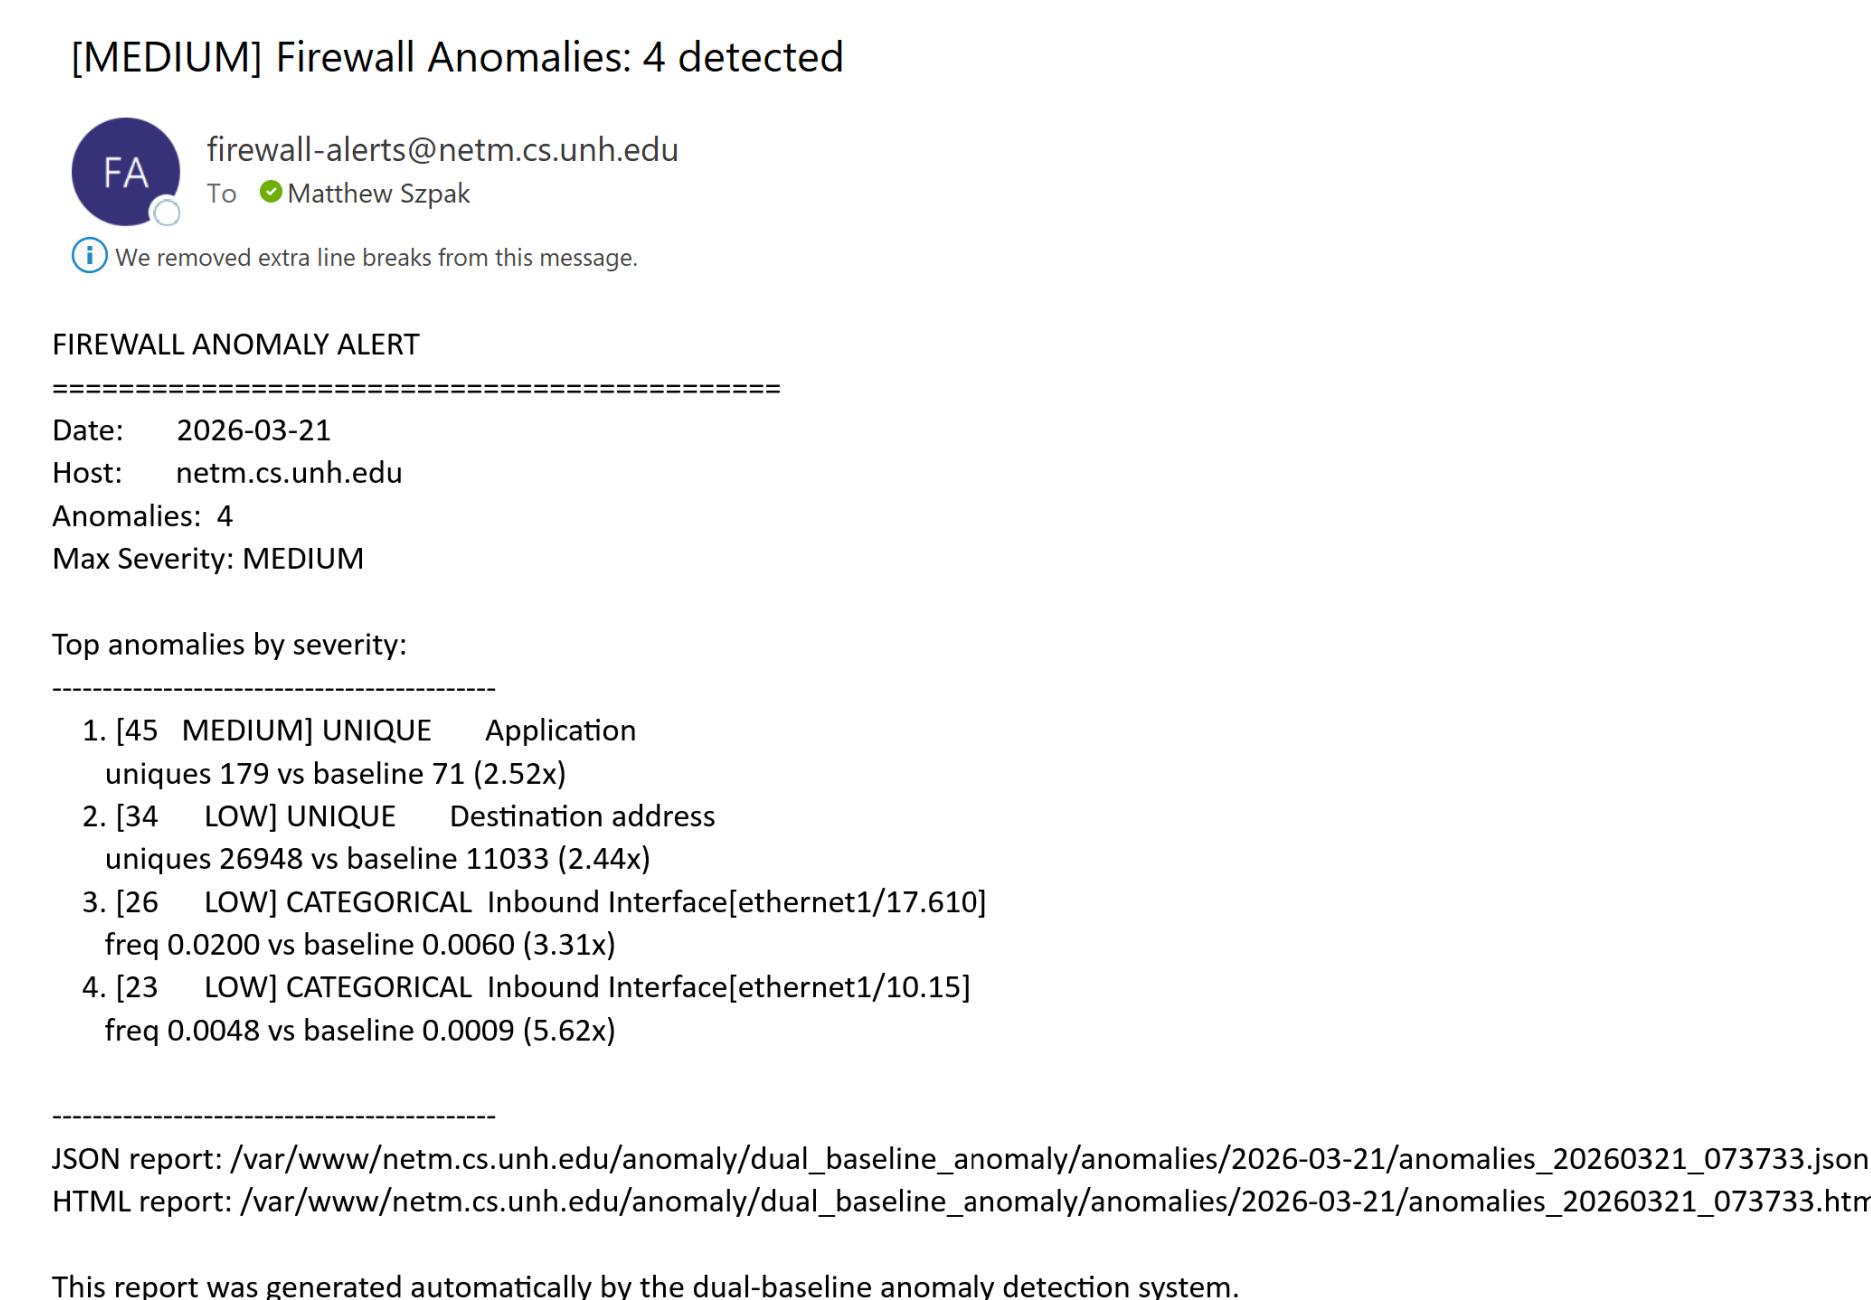 [MEDIUM] Firewall Anomalies: 4 detected
FA
firewall-alerts@netm.cs.unh.edu
To Matthew Szpak
We removed extra line breaks from this message.
FIREWALL ANOMALY ALERT
============================================
Date: 2026-03-21
Host: netm.cs.unh.edu
Anomalies: 4
Max Severity: MEDIUM
Top anomalies by severity:
--------------------------------------------
1. [45 MEDIUM] UNIQUE Application
uniques 179 vs baseline 71 (2.52x)
2. [34 LOW] UNIQUE Destination address
uniques 26948 vs baseline 11033 (2.44x)
3. [26 LOW] CATEGORICAL Inbound Interface[ethernet1/17.610]
freq 0.0200 vs baseline 0.0060 (3.31x)
4. [23 LOW] CATEGORICAL Inbound Interface[ethernet1/10.15]
freq 0.0048 vs baseline 0.0009 (5.62x)
--------------------------------------------
JSON report: /var/www/netm.cs.unh.edu/anomaly/dual_baseline_anomaly/anomalies/2026-03-21/anomalies_20260321_073733.json
HTML report: /var/www/netm.cs.unh.edu/anomaly/dual_baseline_anomaly/anomalies/2026-03-21/anomalies_20260321_073733.htm
This report was generated automatically by the dual-baseline anomaly detection system.